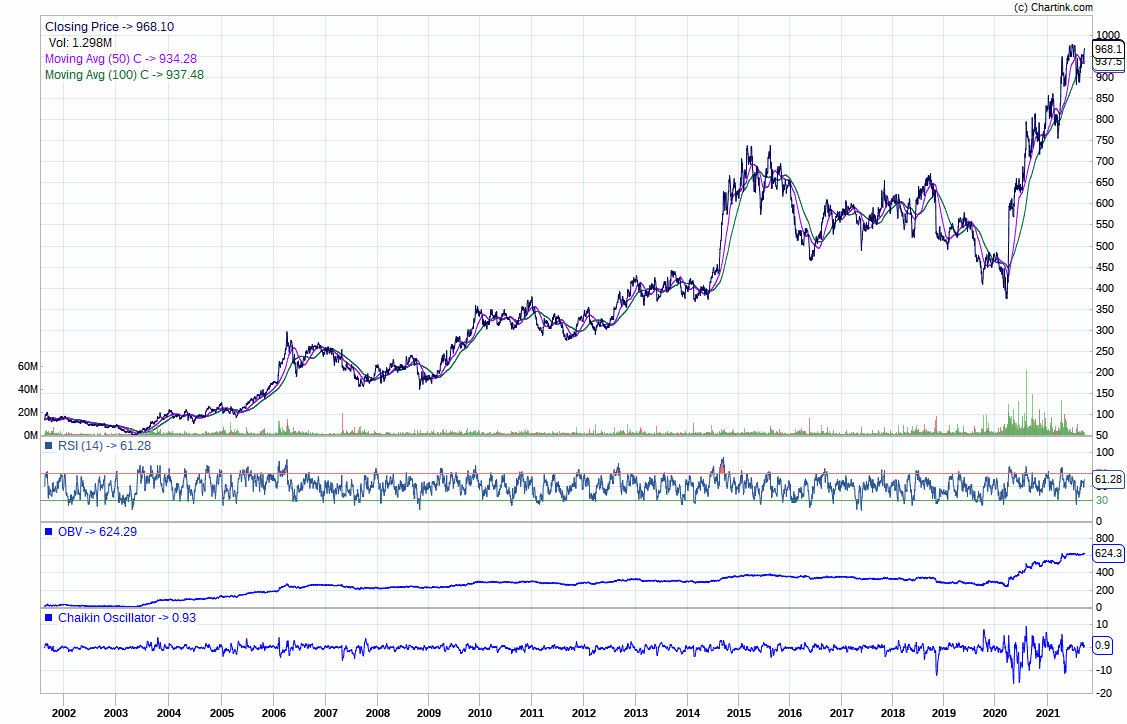 (c) Chartink.com
Closing Price -> 968.10
Vol: 1.298M
Moving Avg (50) C -> 934.28
Moving Avg (100) C -> 937.48
1000
968.1
937.5
900
850
800
750
700
650
600
550
500
450
400
350
300
250
200
150
100
50
60M
40M
20M
0M
RSI (14) -> 61.28
100
61.28
30
0
OBV -> 624.29
800
624.3
400
200
0
Chaikin Oscillator -> 0.93
10
0.9
-10
-20
2002 2003 2004 2005 2006 2007 2008 2009 2010 2011 2012 2013 2014 2015 2016 2017 2018 2019 2020 2021